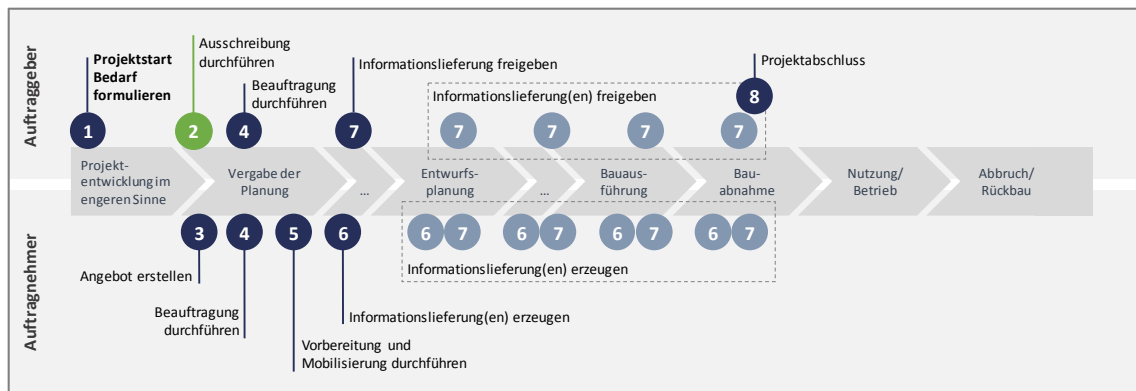 Auftraggeber
Projektstart
Bedarf
formulieren
Ausschreibung
durchführen
Beauftragung
durchführen
Informationslieferung freigeben
Informationslieferung(en) freigeben
Projektabschluss
1
2
4
7
7
7
7
7
8
Projekt-
entwicklung im
engeren Sinne
Vergabe der
Planung
...
Entwurfs-
planung
...
Bauaus-
führung
Bau-
abnahme
Nutzung/
Betrieb
Abbruch/
Rückbau
Auftragnehmer
3
4
5
6
6 7
6 7
6 7
6 7
Angebot erstellen
Beauftragung
durchführen
Vorbereitung und
Mobilisierung durchführen
Informationslieferung(en) erzeugen
Informationslieferung(en) erzeugen